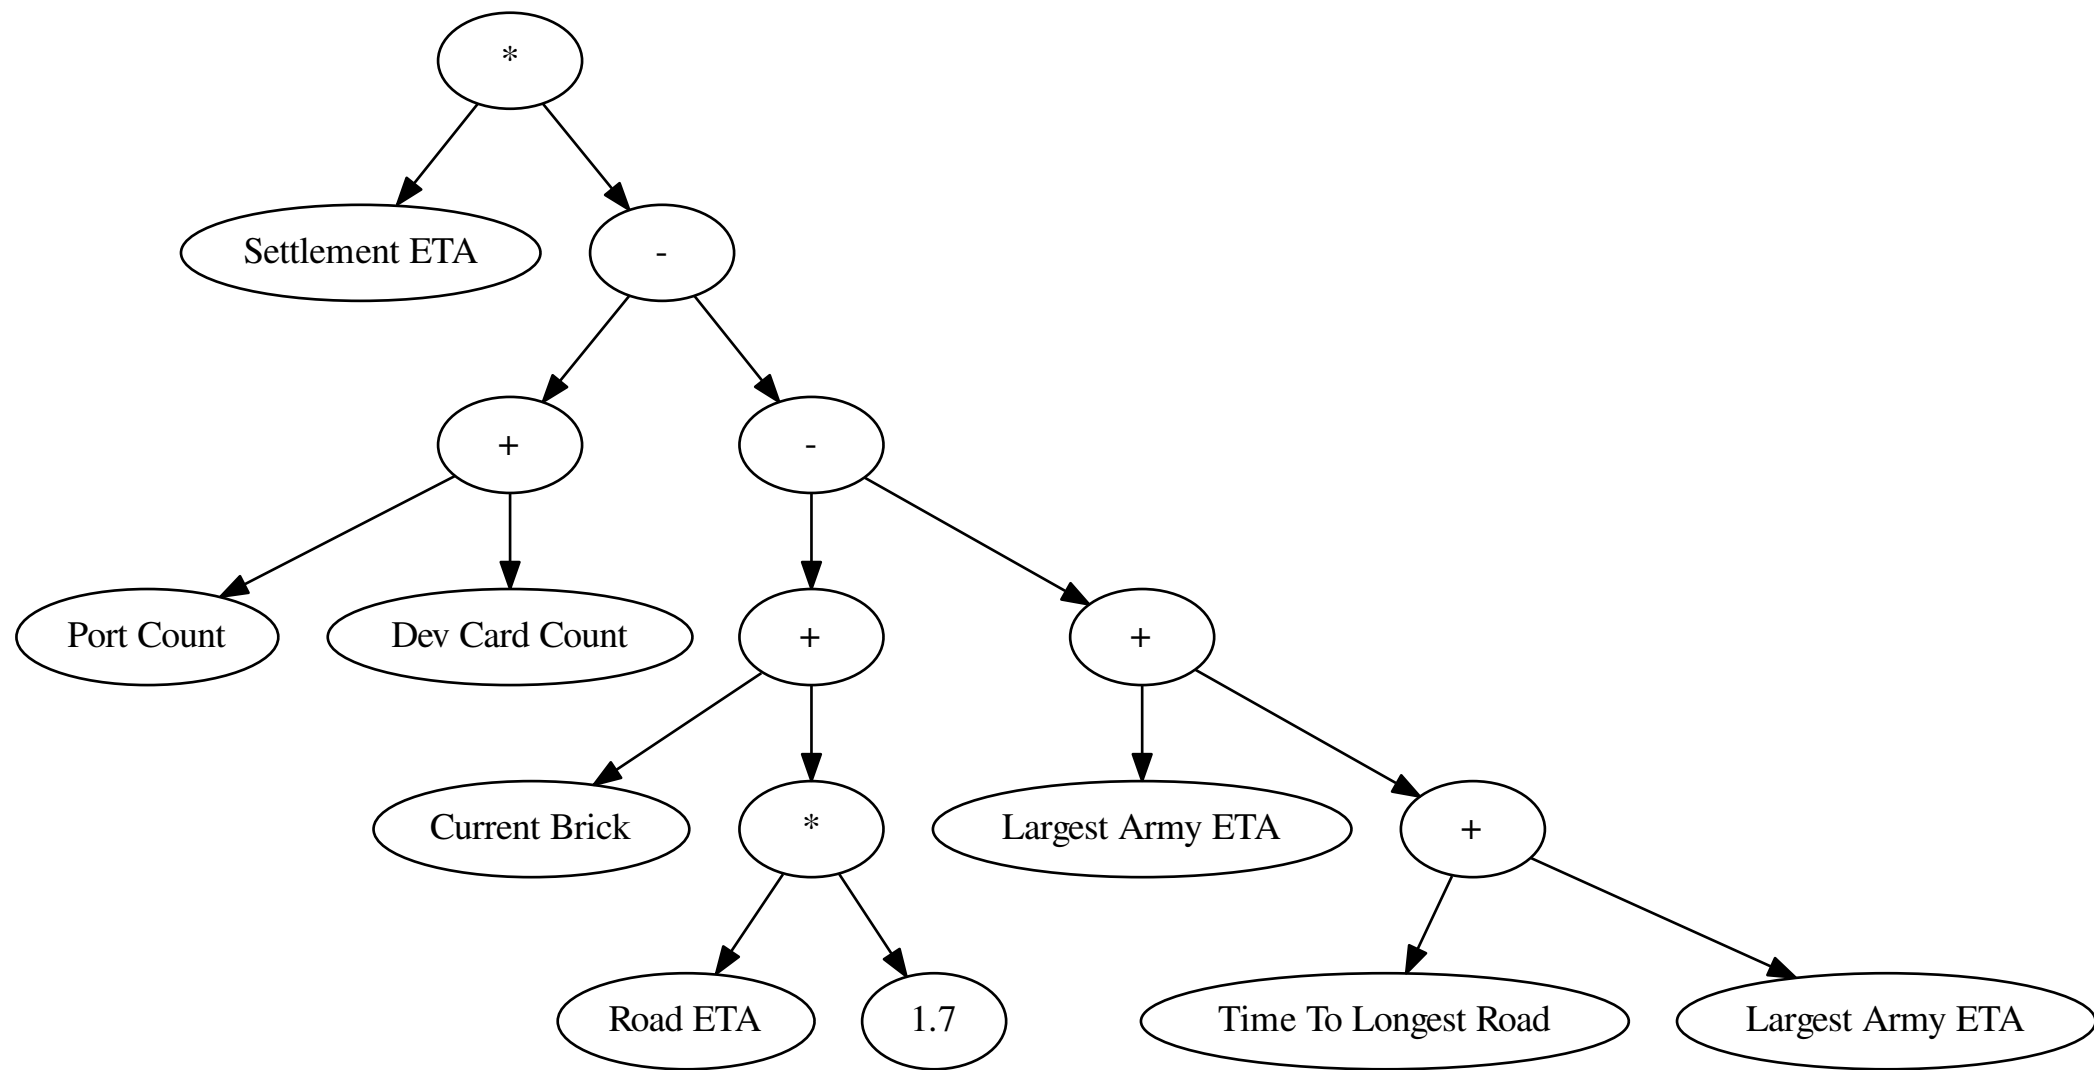 *
Settlement ETA
-
+
-
Port Count
Dev Card Count
+
+
Current Brick
*
Largest Army ETA
+
Road ETA
1.7
Time To Longest Road
Largest Army ETA